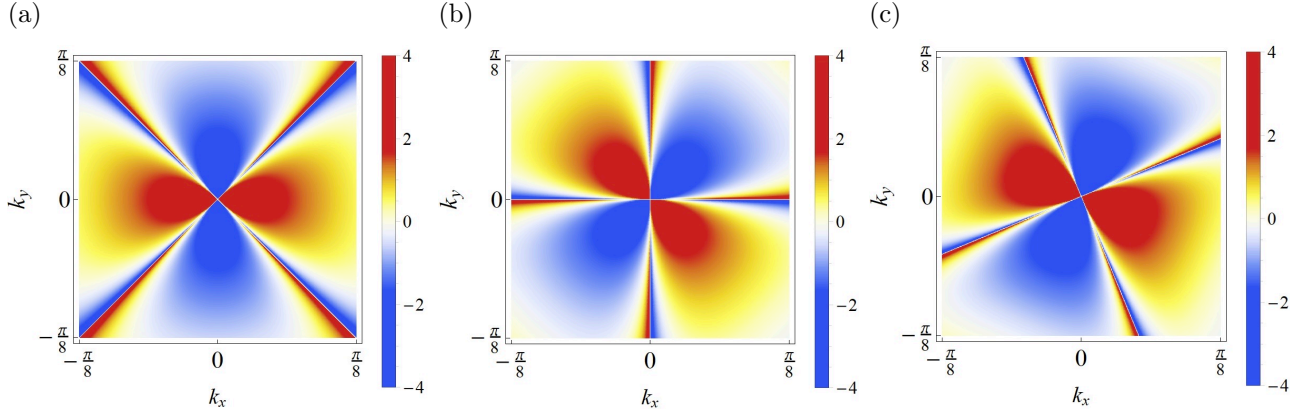 (a) (b) (c)
π/8 4 π/8 4 π/8 4
2 2 2
k_y 0 0 k_y 0 0 k_y 0 0
−2 −2 −2
−π/8 −4 −π/8 −4 −π/8 −4
−π/8 0 π/8 −π/8 0 π/8 −π/8 0 π/8
k_x k_x k_x